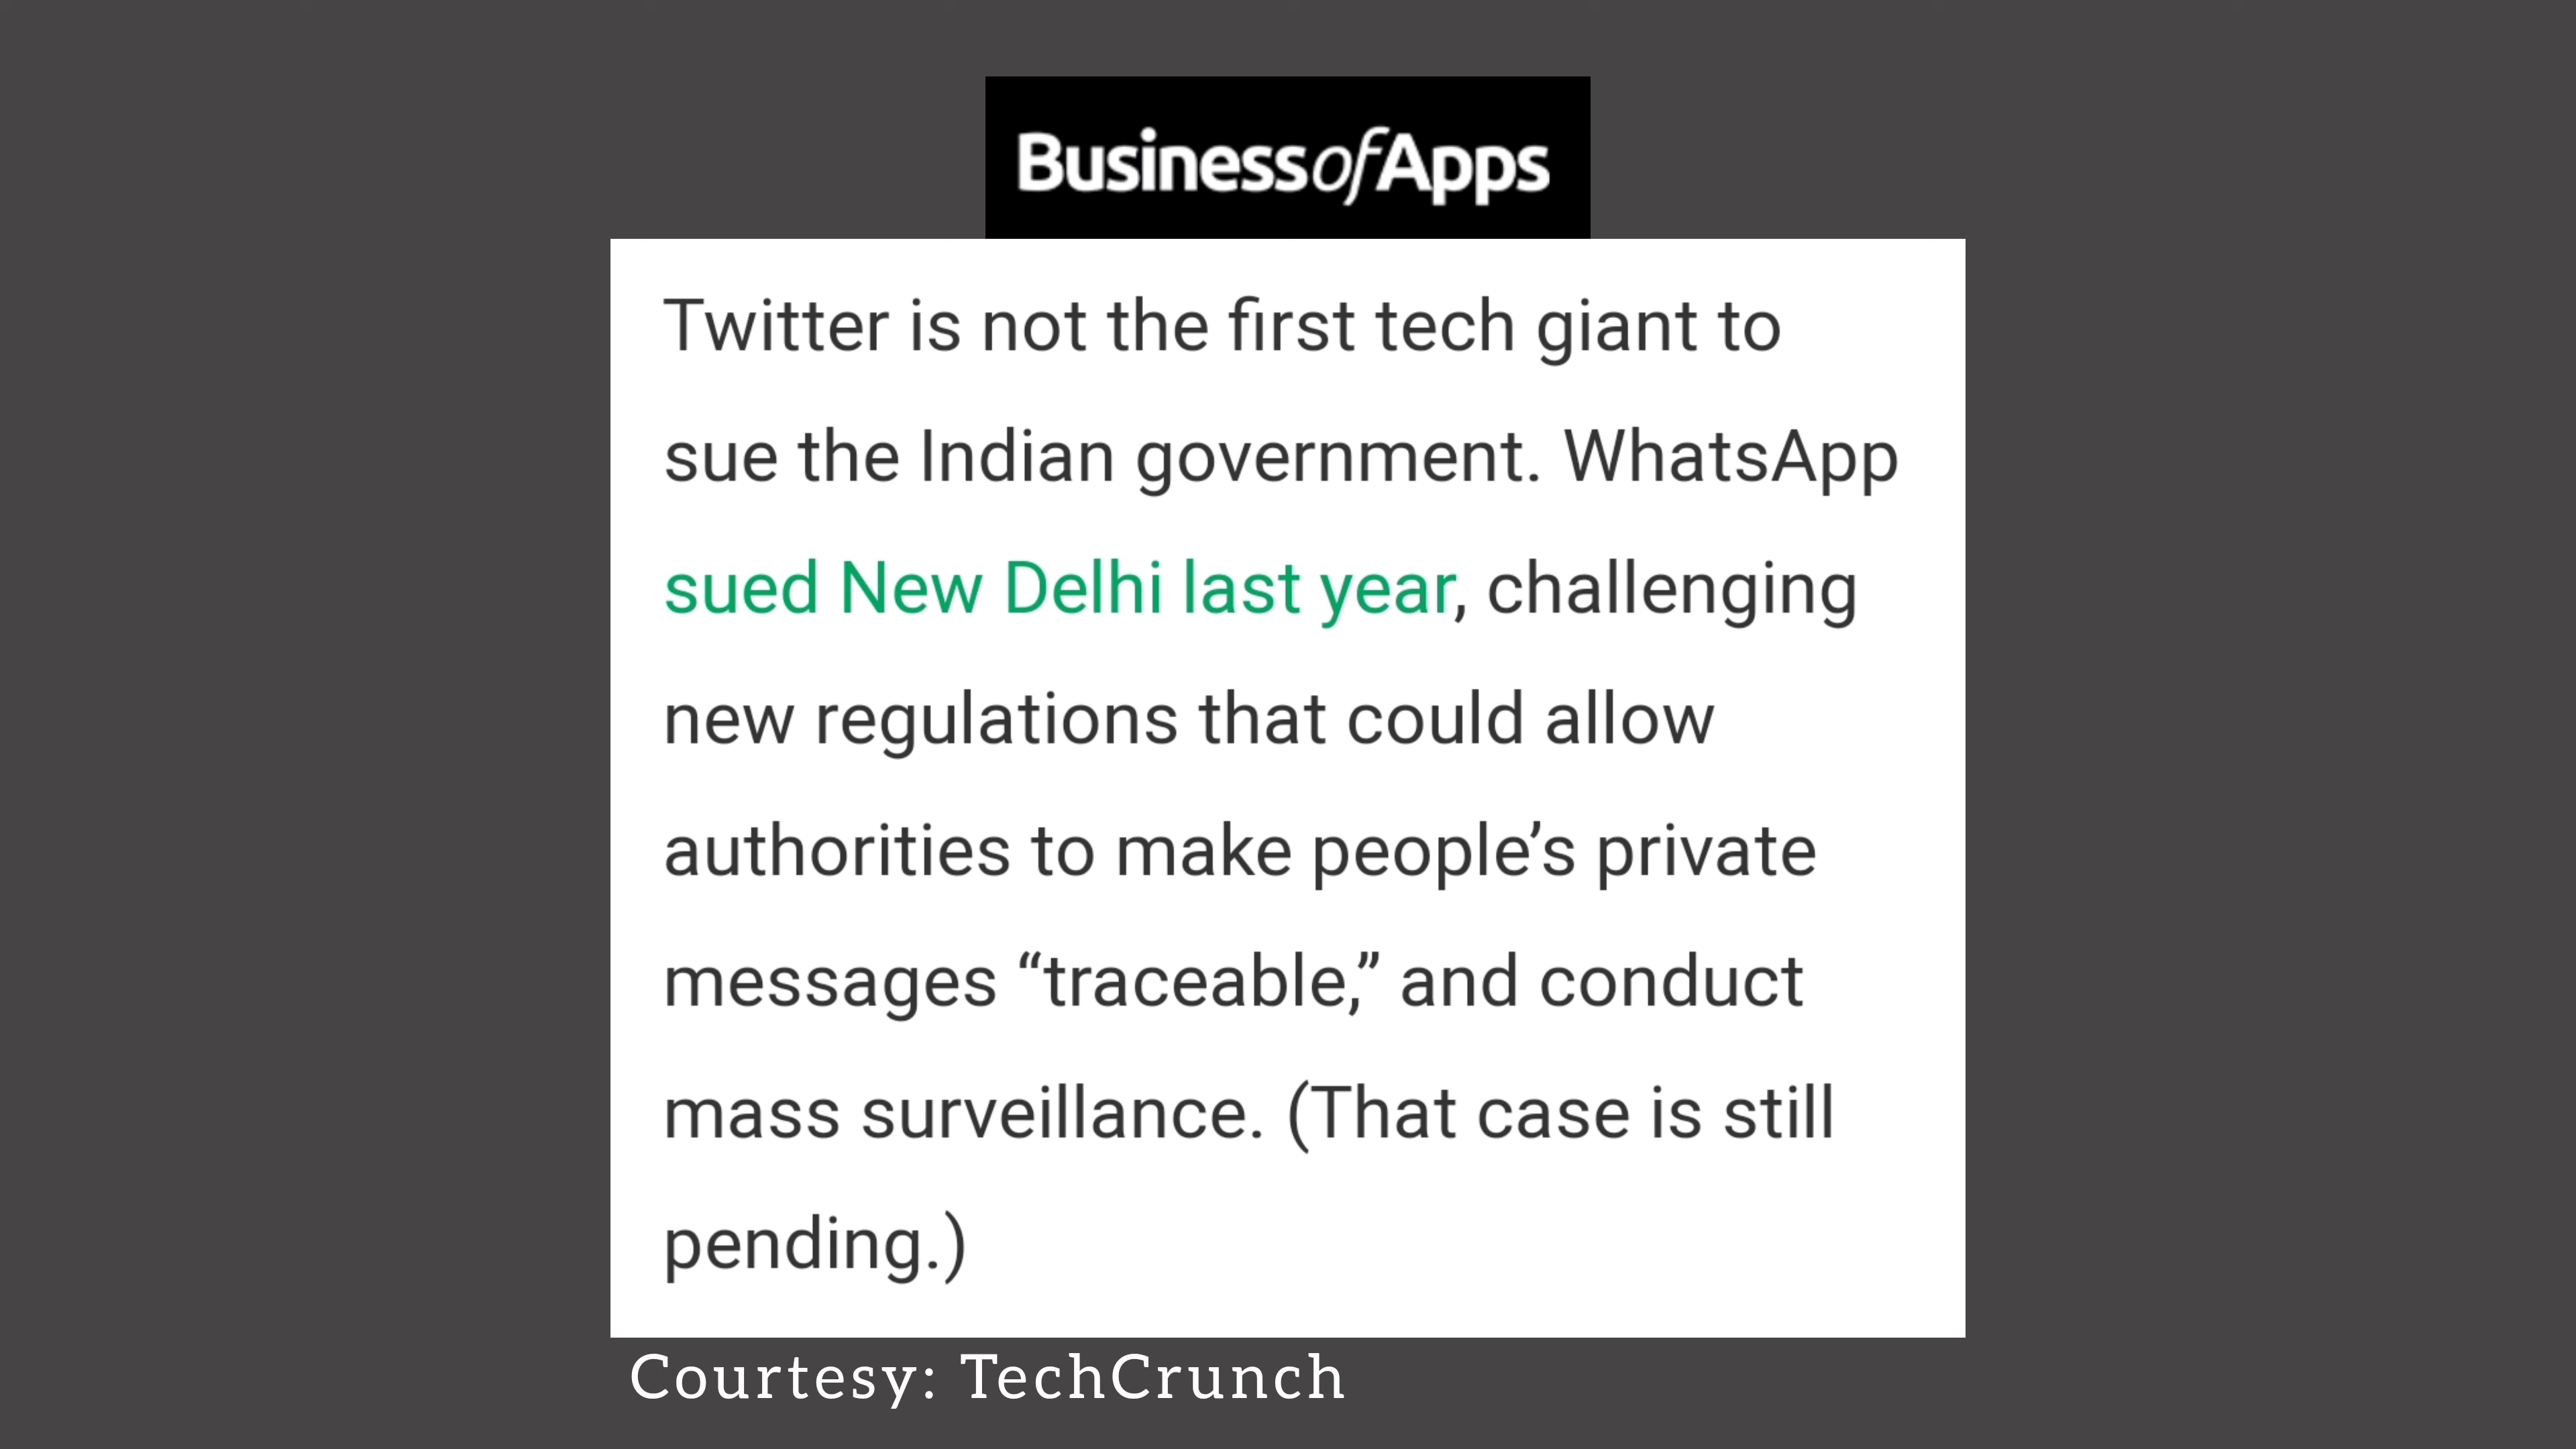 BusinessofApps
Twitter is not the first tech giant to
sue the Indian government. WhatsApp
sued New Delhi last year, challenging
new regulations that could allow
authorities to make people’s private
messages “traceable,” and conduct
mass surveillance. (That case is still
pending.)
Courtesy: TechCrunch